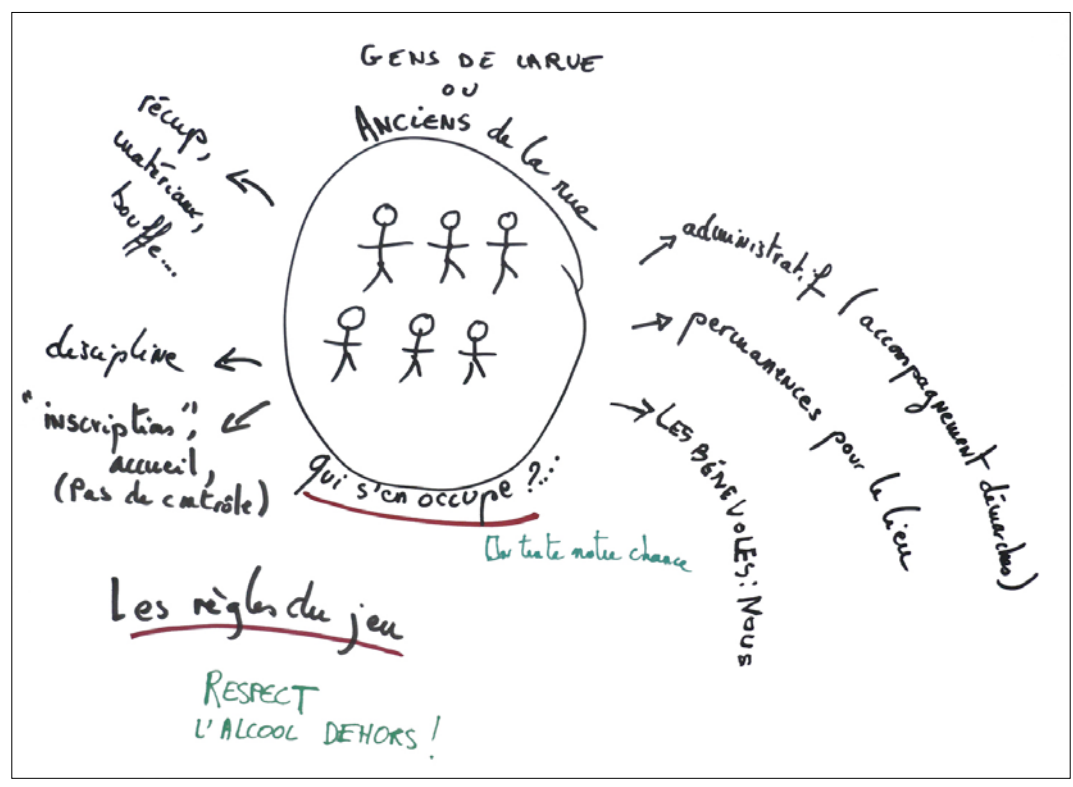 GENS DE LA RUE
OU
ANCIENS de la rue
récup,
matériaux,
bouffe...
discipline
"inscription",
accueil,
(Pas de contrôle)
administratif (accompagnement démarches)
permanences pour le lieu
LES BÉNÉVOLES: NOUS
qui s'en occupe ?...
On tente notre chance
Les règles du jeu
RESPECT
L'ALCOOL DEHORS !